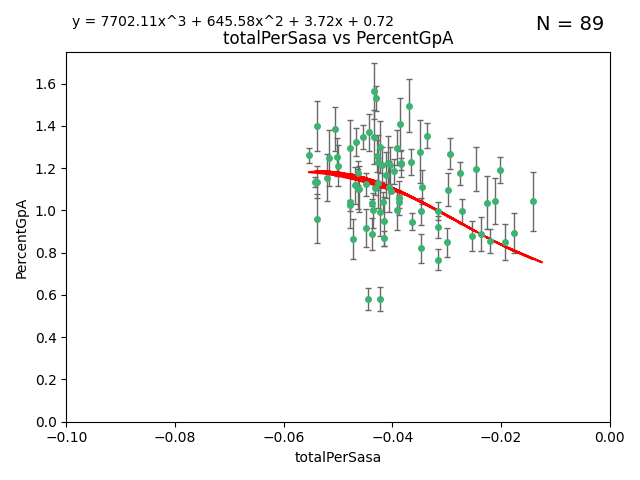 y = 7702.11x^3 + 645.58x^2 + 3.72x + 0.72
N = 89
totalPerSasa vs PercentGpA
1.6
1.4
1.2
1.0
0.8
0.6
0.4
0.2
0.0
PercentGpA
−0.10 −0.08 −0.06 −0.04 −0.02 0.00
totalPerSasa